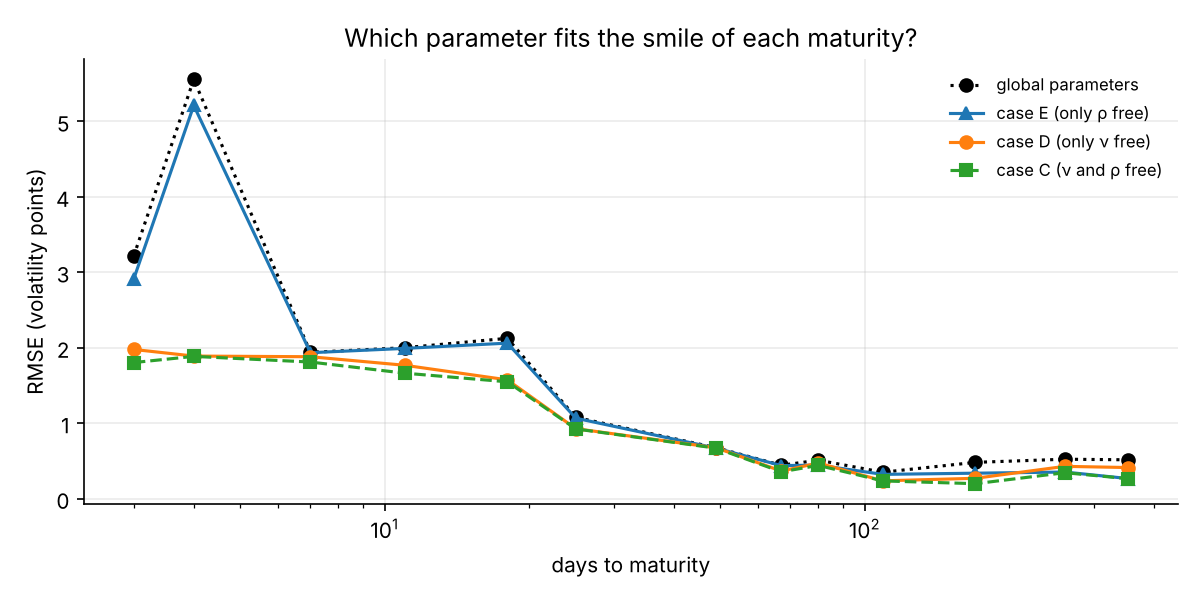 Which parameter fits the smile of each maturity?
global parameters
case E (only ρ free)
case D (only ν free)
case C (ν and ρ free)
RMSE (volatility points)
5
4
3
2
1
0
10¹
10²
days to maturity